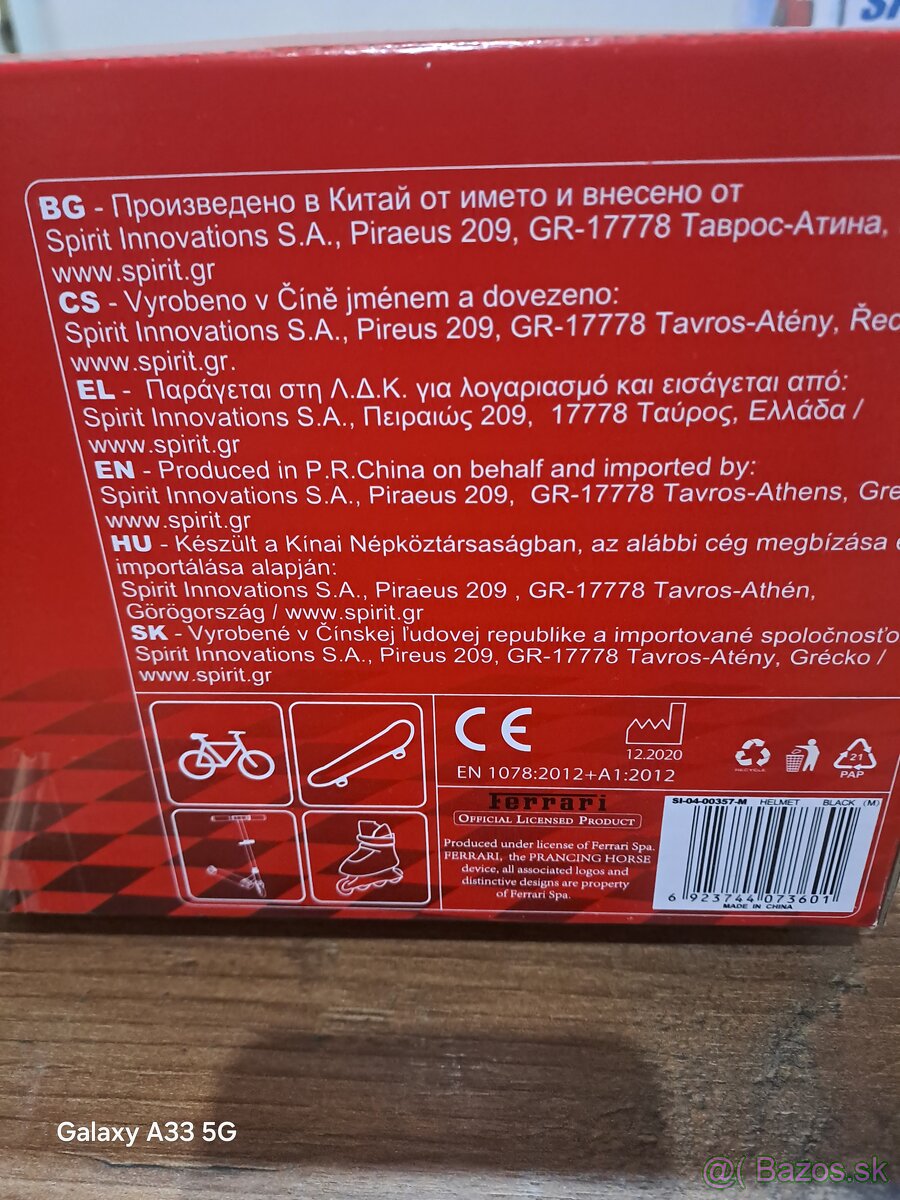 BG - Произведено в Китай от името и внесено от
Spirit Innovations S.A., Piraeus 209, GR-17778 Таврос-Атина,
www.spirit.gr
CS - Vyrobeno v Číně jménem a dovezeno:
Spirit Innovations S.A., Pireus 209, GR-17778 Tavros-Atény, Řec
www.spirit.gr.
EL - Παράγεται στη Λ.Δ.Κ. για λογαριασμό και εισάγεται από:
Spirit Innovations S.A., Πειραιώς 209, 17778 Ταύρος, Ελλάδα /
www.spirit.gr
EN - Produced in P.R.China on behalf and imported by:
Spirit Innovations S.A., Piraeus 209, GR-17778 Tavros-Athens, Gre
www.spirit.gr
HU - Készült a Kínai Népköztársaságban, az alábbi cég megbízása
importálása alapján:
Spirit Innovations S.A., Piraeus 209 , GR-17778 Tavros-Athén,
Görögország / www.spirit.gr
SK - Vyrobené v Čínskej ľudovej republike a importované spoločnosťo
Spirit Innovations S.A., Pireus 209, GR-17778 Tavros-Atény, Grécko /
www.spirit.gr
CE
12.2020
EN 1078:2012+A1:2012
RECYCLE
21
PAP
Ferrari
OFFICIAL LICENSED PRODUCT
Produced under license of Ferrari Spa.
FERRARI, the PRANCING HORSE
device, all associated logos and
distinctive designs are property
of Ferrari Spa.
SI-04-00357-M HELMET BLACK (M)
6 923744 073601
MADE IN CHINA
Galaxy A33 5G
@( Bazos.sk